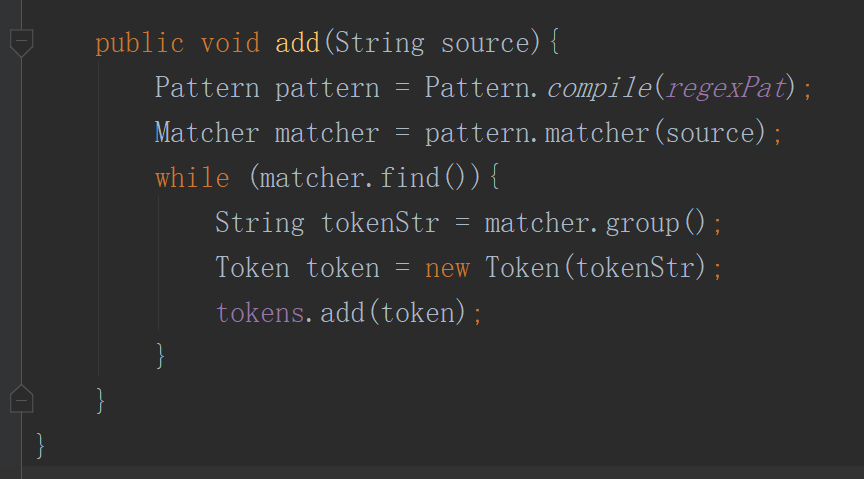 public void add(String source){
Pattern pattern = Pattern.compile(regexPat);
Matcher matcher = pattern.matcher(source);
while (matcher.find()){
String tokenStr = matcher.group();
Token token = new Token(tokenStr);
tokens.add(token);
}
}
}